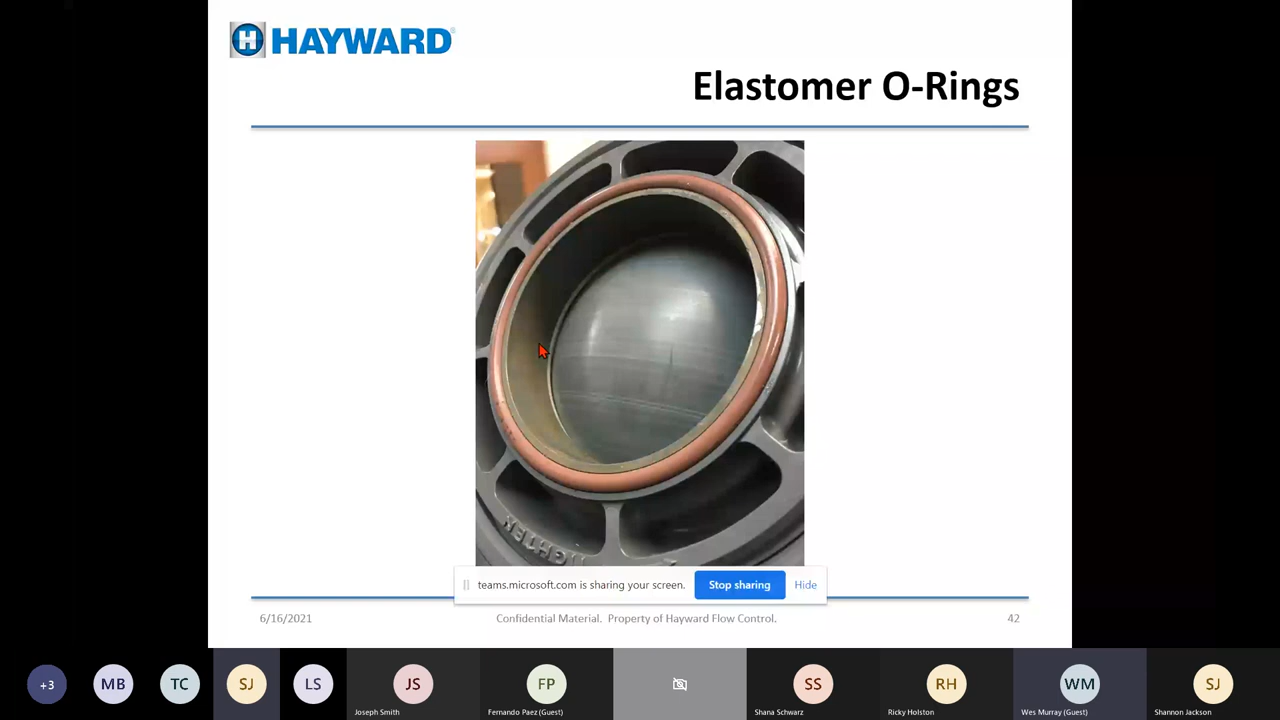 H HAYWARD
Elastomer O-Rings
TIGHTEN
teams.microsoft.com is sharing your screen.
Stop sharing
Hide
6/16/2021
Confidential Material. Property of Hayward Flow Control.
42
+3
MB
TC
SJ
LS
JS
FP
SS
RH
WM
SJ
Joseph Smith
Fernando Paez (Guest)
Shana Schwarz
Ricky Holston
Wes Murray (Guest)
Shannon Jackson